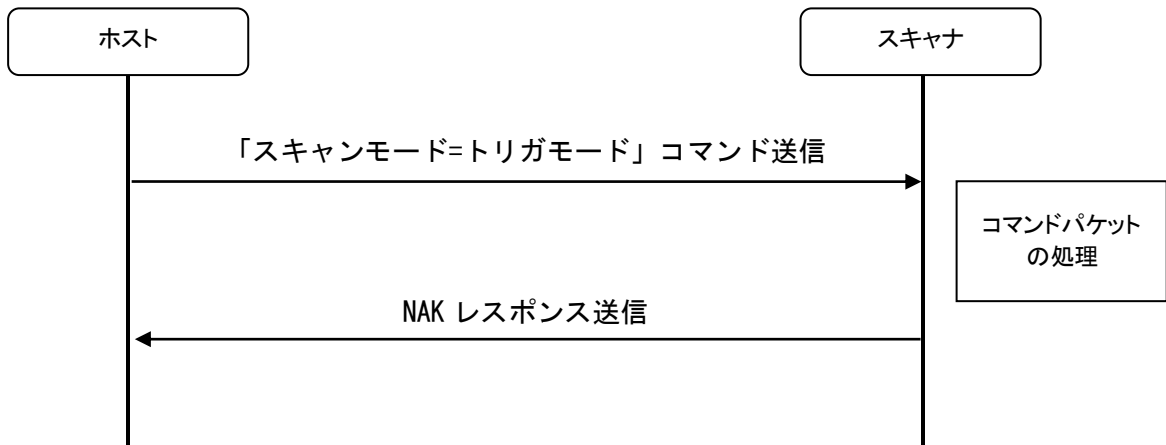 ホスト
スキャナ
「スキャンモード=トリガモード」コマンド送信
コマンドパケット
の処理
NAK レスポンス送信